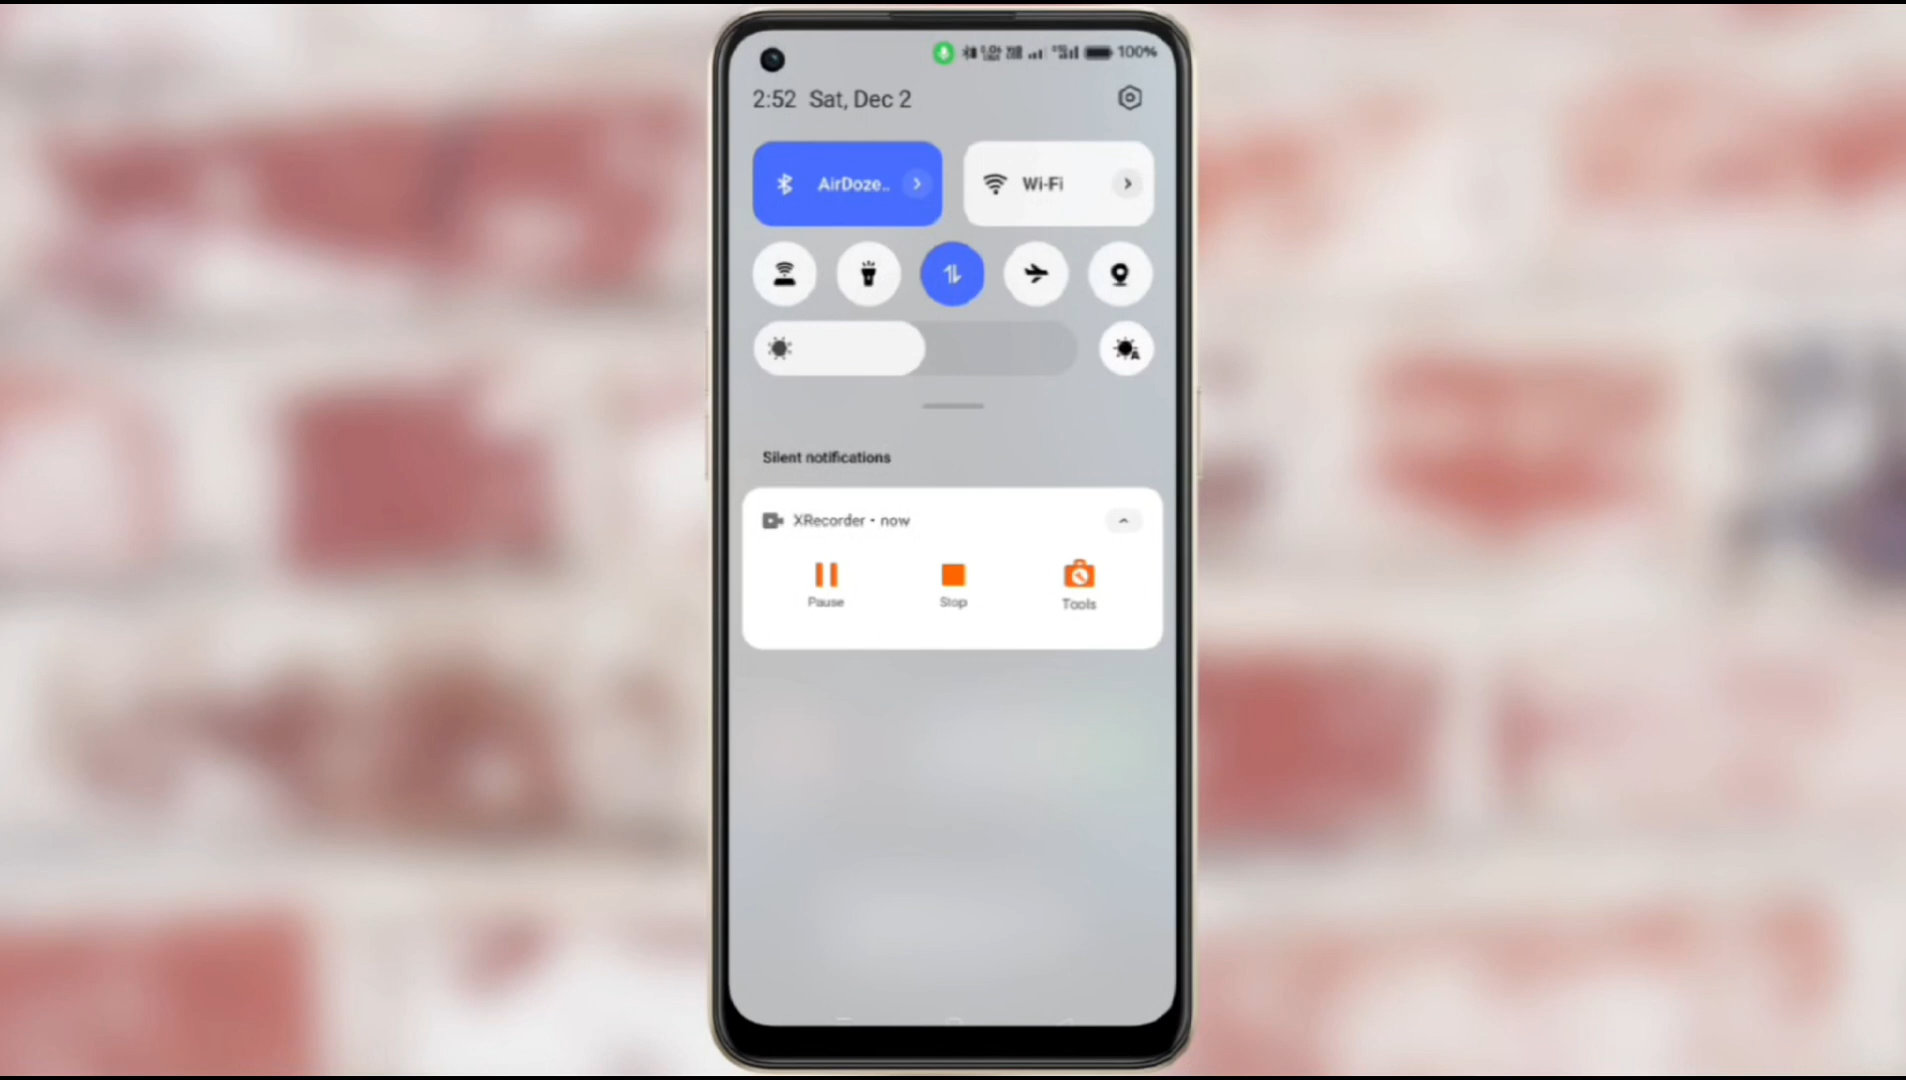 100%
2:52 Sat, Dec 2
AirDoze..
Wi-Fi
Silent notifications
XRecorder • now
Pause
Stop
Tools